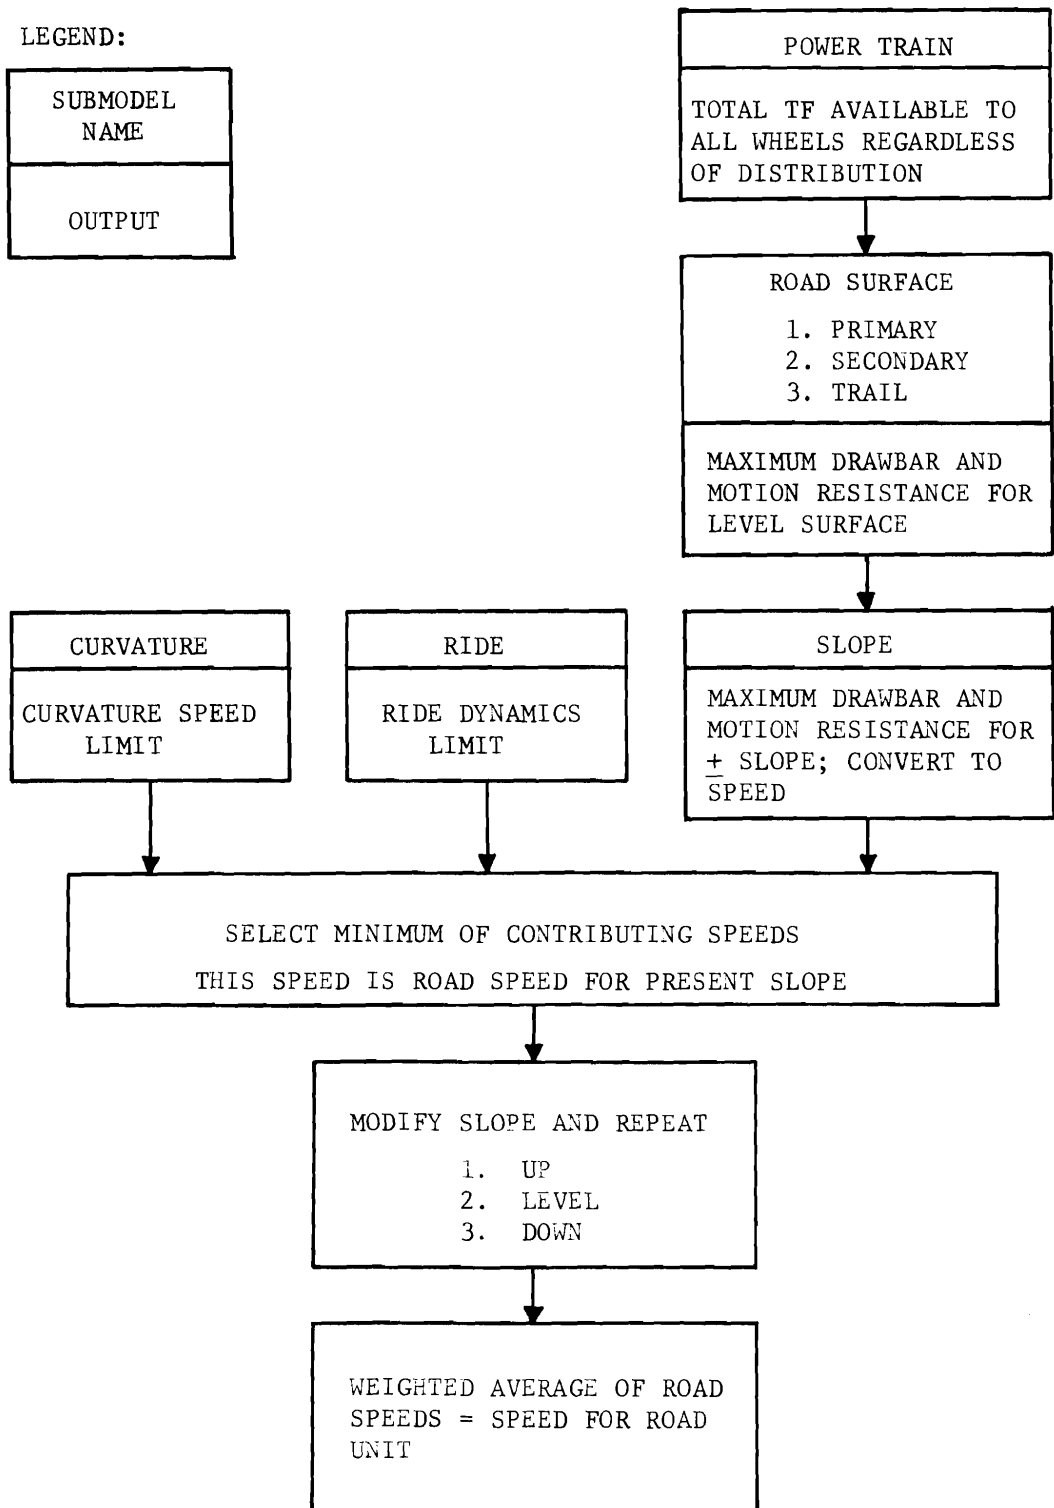 LEGEND:
SUBMODEL
NAME
OUTPUT
POWER TRAIN
TOTAL TF AVAILABLE TO
ALL WHEELS REGARDLESS
OF DISTRIBUTION
ROAD SURFACE
1. PRIMARY
2. SECONDARY
3. TRAIL
MAXIMUM DRAWBAR AND
MOTION RESISTANCE FOR
LEVEL SURFACE
CURVATURE
CURVATURE SPEED
LIMIT
RIDE
RIDE DYNAMICS
LIMIT
SLOPE
MAXIMUM DRAWBAR AND
MOTION RESISTANCE FOR
± SLOPE; CONVERT TO
SPEED
SELECT MINIMUM OF CONTRIBUTING SPEEDS
THIS SPEED IS ROAD SPEED FOR PRESENT SLOPE
MODIFY SLOPE AND REPEAT
1. UP
2. LEVEL
3. DOWN
WEIGHTED AVERAGE OF ROAD
SPEEDS = SPEED FOR ROAD
UNIT